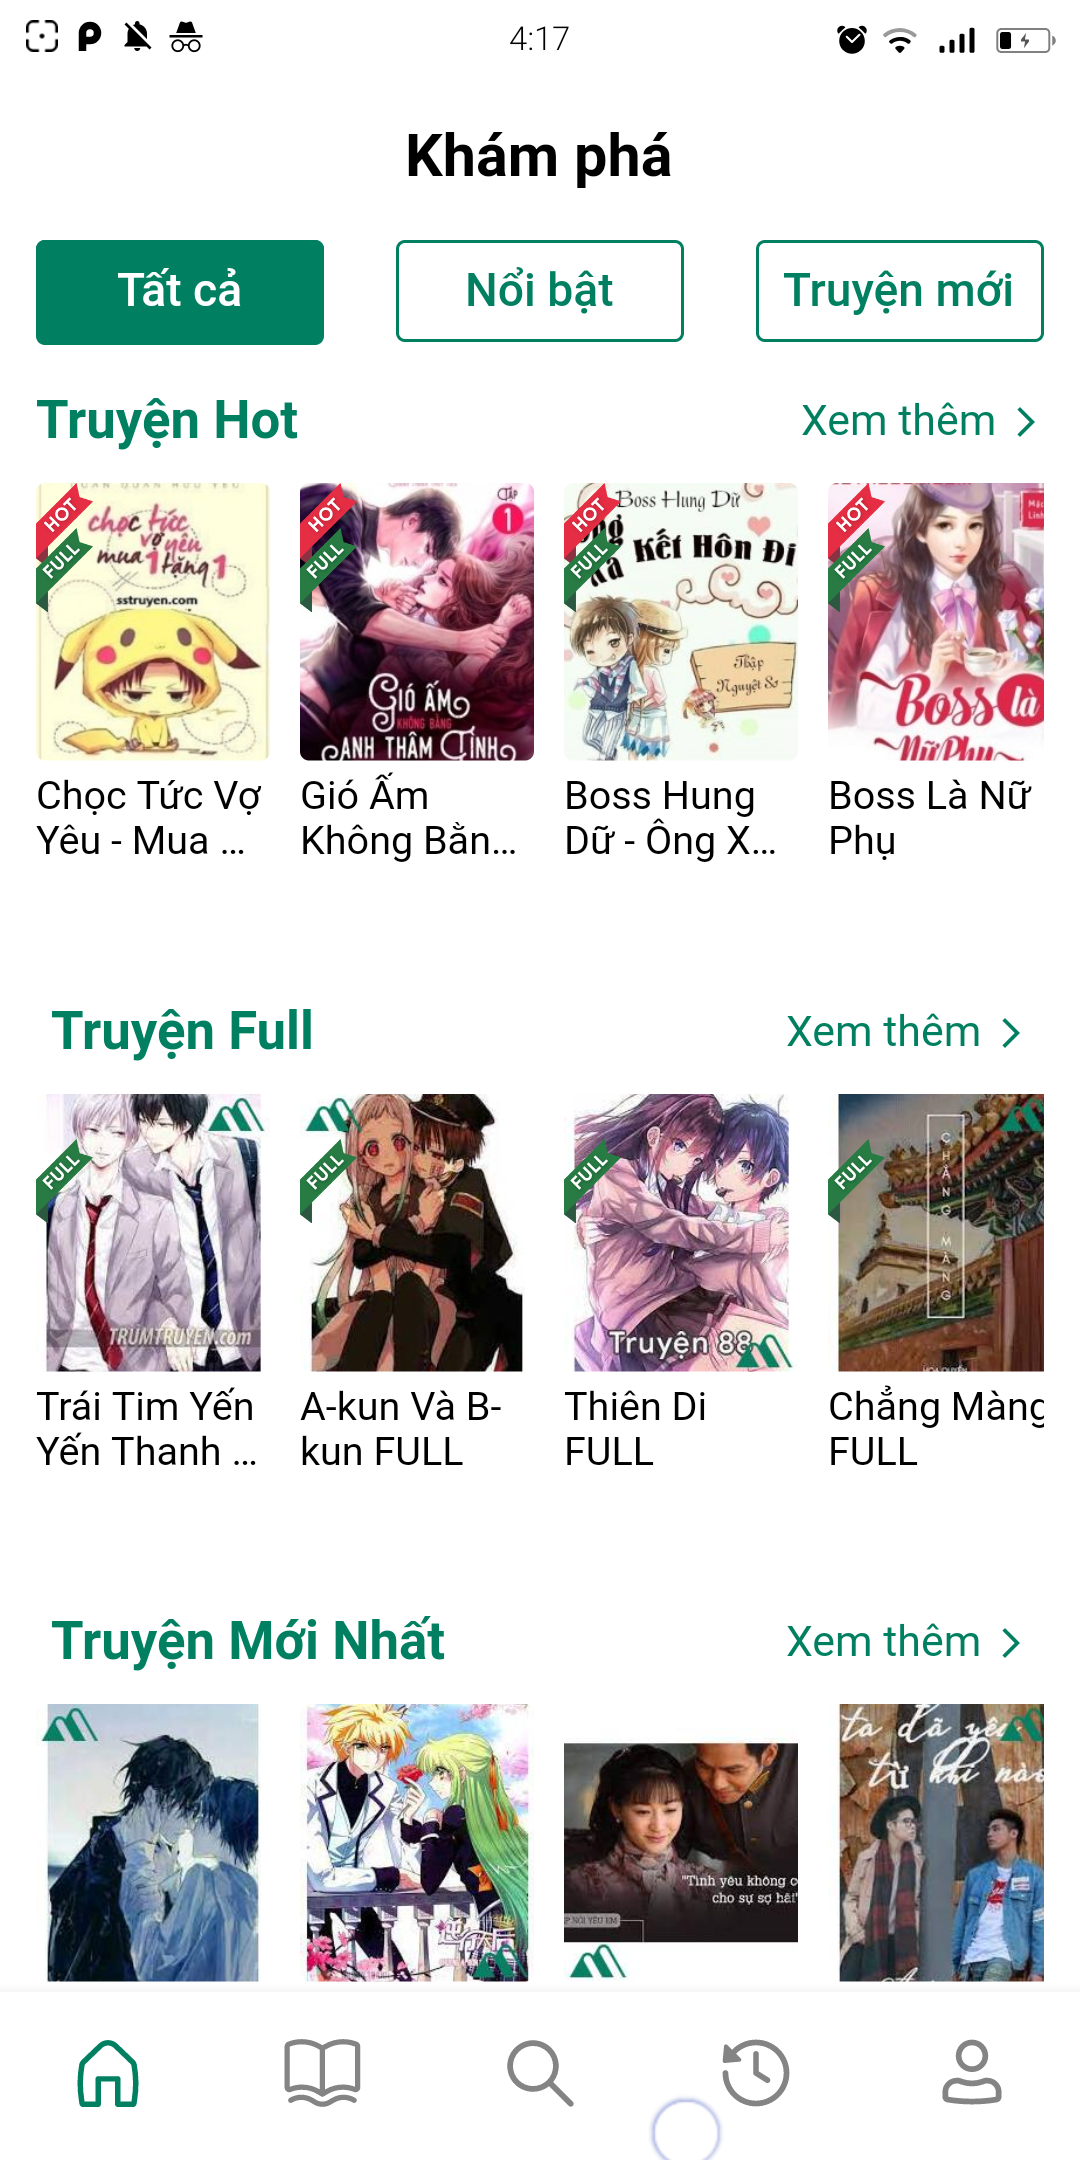 4:17
Khám phá
Tất cả
Nổi bật
Truyện mới
Truyện Hot
Xem thêm
HOT
FULL
chọc tức
vợ yêu
mua 1 tặng 1
sstruyen.com
HOT
FULL
TẬP
1
GIÓ ẤM
KHÔNG BẰNG
ANH THÂM TÌNH
HOT
FULL
Boss Hung Dữ
Kết Hôn Đi
Thập
Nguyệt Sơ
HOT
FULL
Boss là
Nữ Phụ
Chọc Tức Vợ
Yêu - Mua ...
Gió Ấm
Không Bằn...
Boss Hung
Dữ - Ông X...
Boss Là Nữ
Phụ
Truyện Full
Xem thêm
FULL
TRUMTRUYEN.com
FULL
FULL
Truyện 88
FULL
CHẲNG MÀNG
Trái Tim Yến
Yến Thanh ...
A-kun Và B-
kun FULL
Thiên Di
FULL
Chẳng Màng
FULL
Truyện Mới Nhất
Xem thêm
"Tình yêu không c
cho sự sợ hãi"
ta đã yêu
từ khi nào